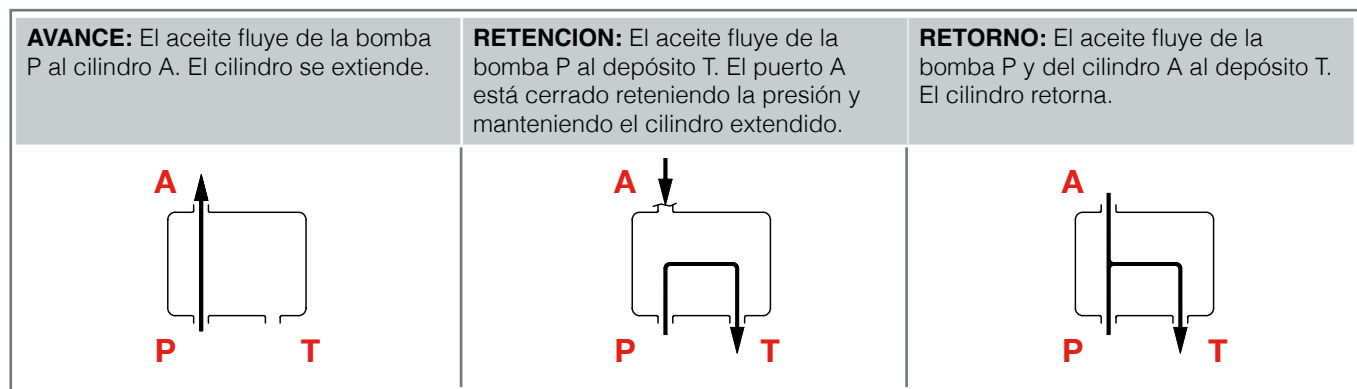 AVANCE: El aceite fluye de la bomba
P al cilindro A. El cilindro se extiende.
RETENCION: El aceite fluye de la
bomba P al depósito T. El puerto A
está cerrado reteniendo la presión y
manteniendo el cilindro extendido.
RETORNO: El aceite fluye de la
bomba P y del cilindro A al depósito T.
El cilindro retorna.
A
P T
A
P T
A
P T